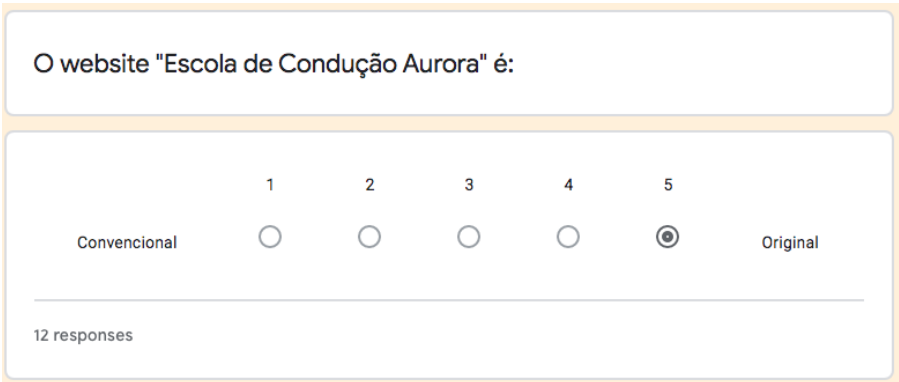 O website "Escola de Condução Aurora" é:
1 2 3 4 5
Convencional Original
12 responses